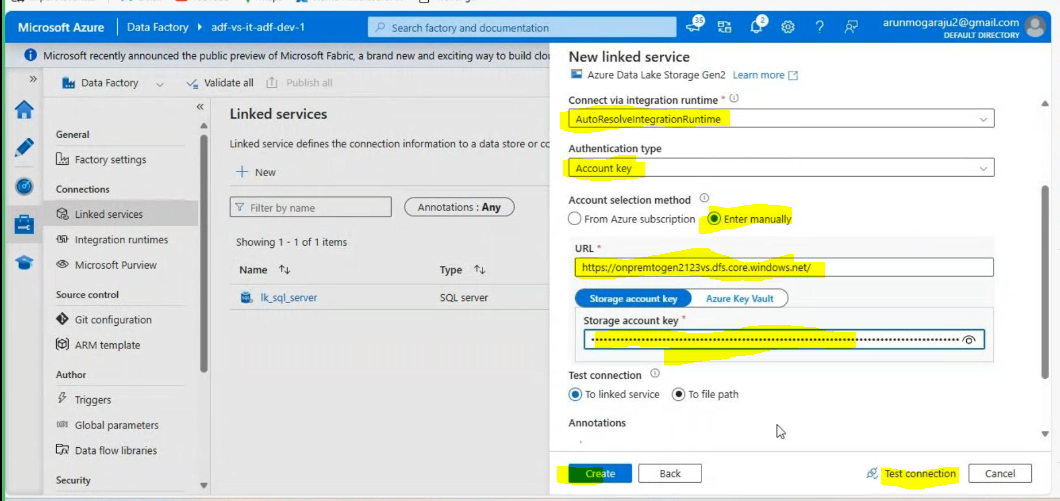 Microsoft Azure | Data Factory ▸ adf-vs-it-adf-dev-1
Search factory and documentation
35
2
arunmogaraju2@gmail.com
DEFAULT DIRECTORY
Microsoft recently announced the public preview of Microsoft Fabric, a brand new and exciting way to build clou
»
Data Factory
Validate all
Publish all
«
General
Factory settings
Connections
Linked services
Integration runtimes
Microsoft Purview
Source control
Git configuration
ARM template
Author
Triggers
Global parameters
Data flow libraries
Security
Linked services
Linked service defines the connection information to a data store or co
+ New
Filter by name
Annotations : Any
Showing 1 - 1 of 1 items
Name ↑↓ Type ↑↓
lk_sql_server SQL server
New linked service
Azure Data Lake Storage Gen2 Learn more
Connect via integration runtime *
AutoResolveIntegrationRuntime
Authentication type
Account key
Account selection method
From Azure subscription Enter manually
URL *
https://onpremtogen2123vs.dfs.core.windows.net/
Storage account key Azure Key Vault
Storage account key *
Test connection
To linked service To file path
Annotations
Create Back Test connection Cancel